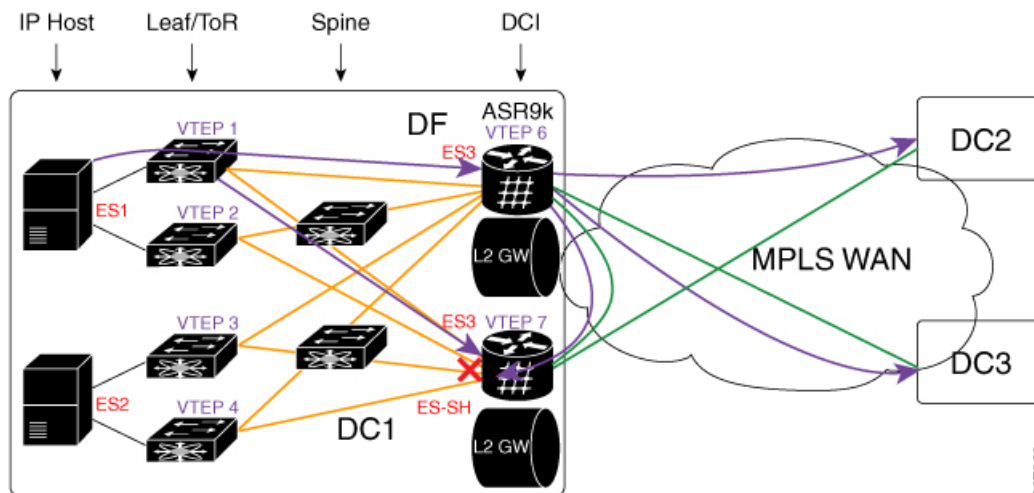 IP Host
Leaf/ToR
Spine
DCI
ASR9k
VTEP 6
DF
VTEP 1
ES3
DC2
ES1
VTEP 2
L2 GW
MPLS WAN
VTEP 3
ES3
VTEP 7
DC3
ES2
VTEP 4
ES-SH
DC1
L2 GW